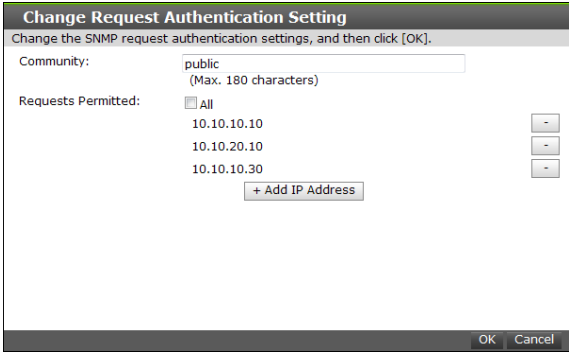 Change Request Authentication Setting
Change the SNMP request authentication settings, and then click [OK].
Community: public
(Max. 180 characters)
Requests Permitted: All
10.10.10.10 -
10.10.20.10 -
10.10.10.30 -
+ Add IP Address
OK Cancel